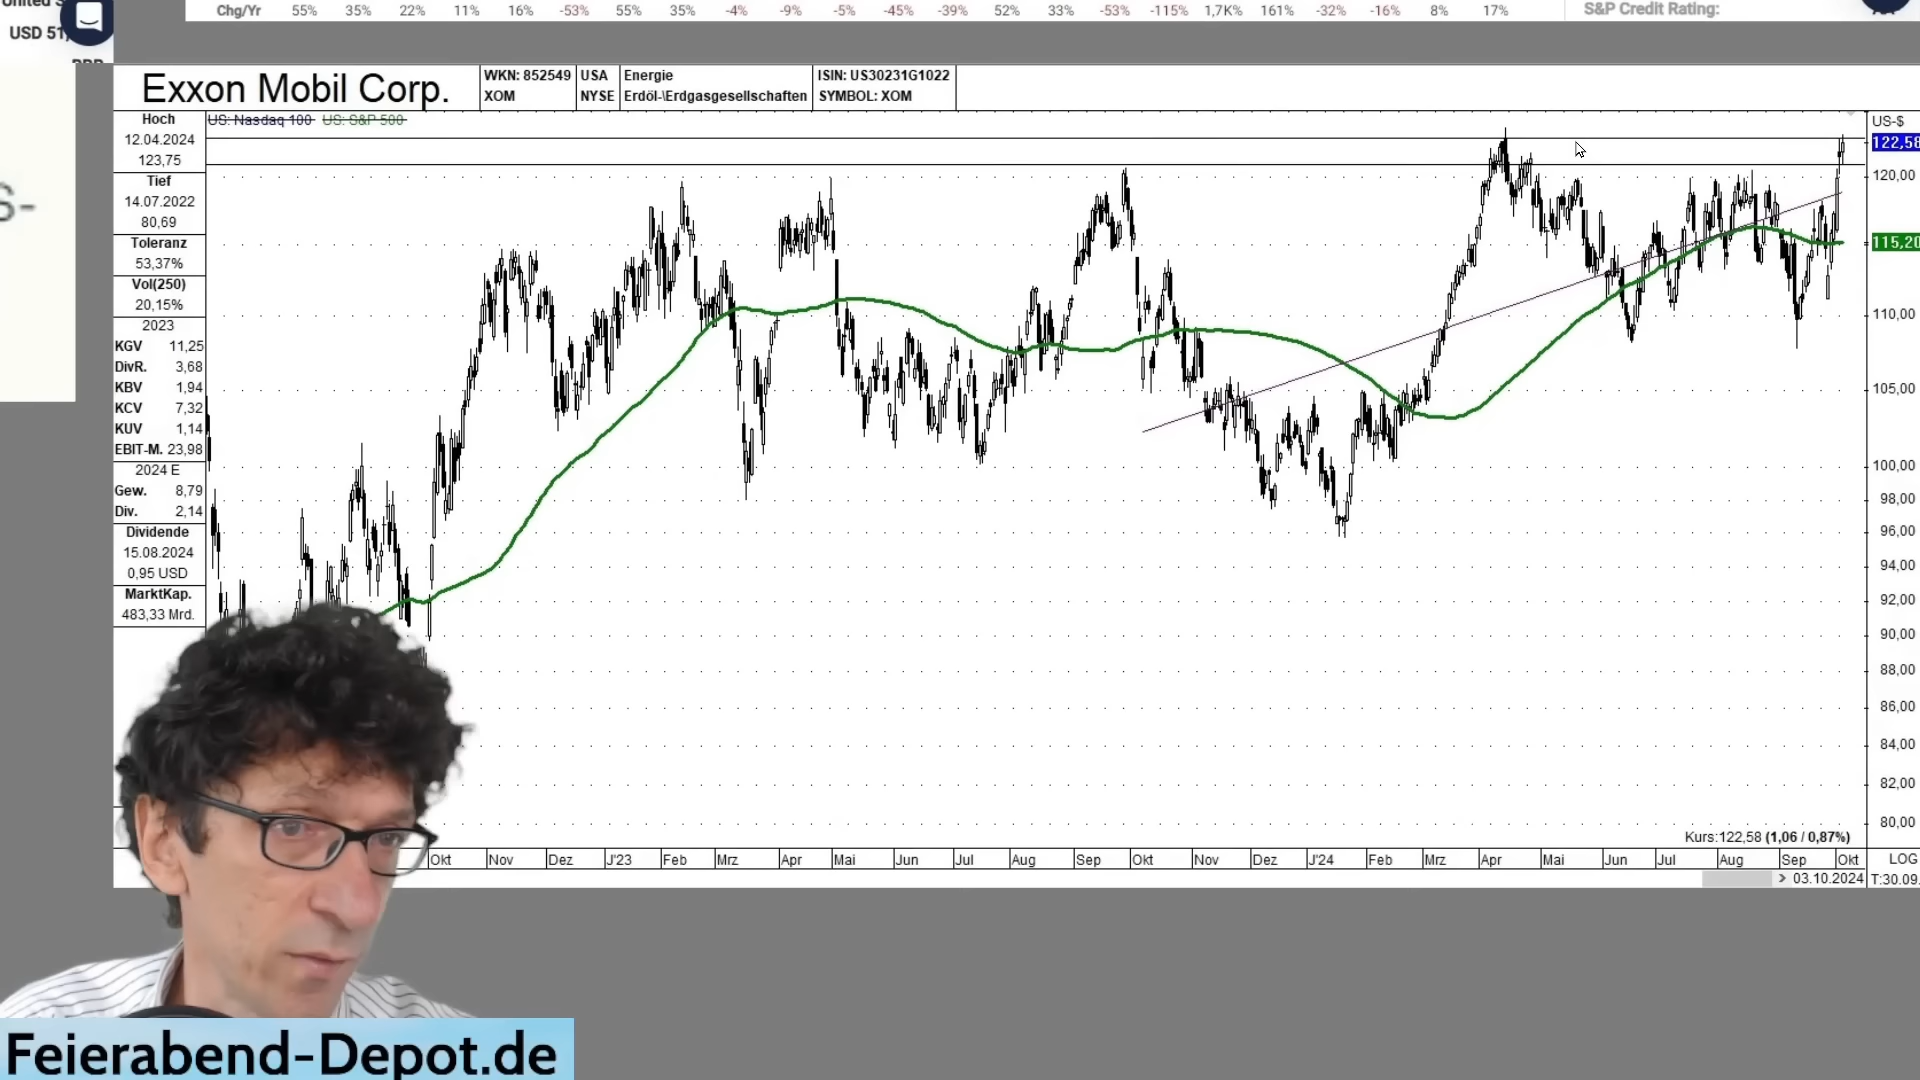 USD 51,
Chg/Yr 55% 35% 22% 11% 16% -53% 55% 35% -4% -9% -5% -45% -39% 52% 33% -53% -115% 1,7K% 161% -32% -16% 8% 17% S&P Credit Rating:
Exxon Mobil Corp.
WKN: 852549 USA Energie ISIN: US30231G1022
XOM NYSE Erdöl-\Erdgasgesellschaften SYMBOL: XOM
US: Nasdaq 100 US: S&P 500
Hoch
12.04.2024
123,75
Tief
14.07.2022
80,69
Toleranz
53,37%
Vol(250)
20,15%
2023
KGV 11,25
DivR. 3,68
KBV 1,94
KCV 7,32
KUV 1,14
EBIT-M. 23,98
2024 E
Gew. 8,79
Div. 2,14
Dividende
15.08.2024
0,95 USD
MarktKap.
483,33 Mrd.
US-$
122,58
120,00
115,20
110,00
105,00
100,00
98,00
96,00
94,00
92,00
90,00
88,00
86,00
84,00
82,00
80,00
Kurs:122,58 (1,06 / 0,87%)
Okt Nov Dez J'23 Feb Mrz Apr Mai Jun Jul Aug Sep Okt Nov Dez J'24 Feb Mrz Apr Mai Jun Jul Aug Sep Okt LOG
> 03.10.2024 T:30.09.
Feierabend-Depot.de